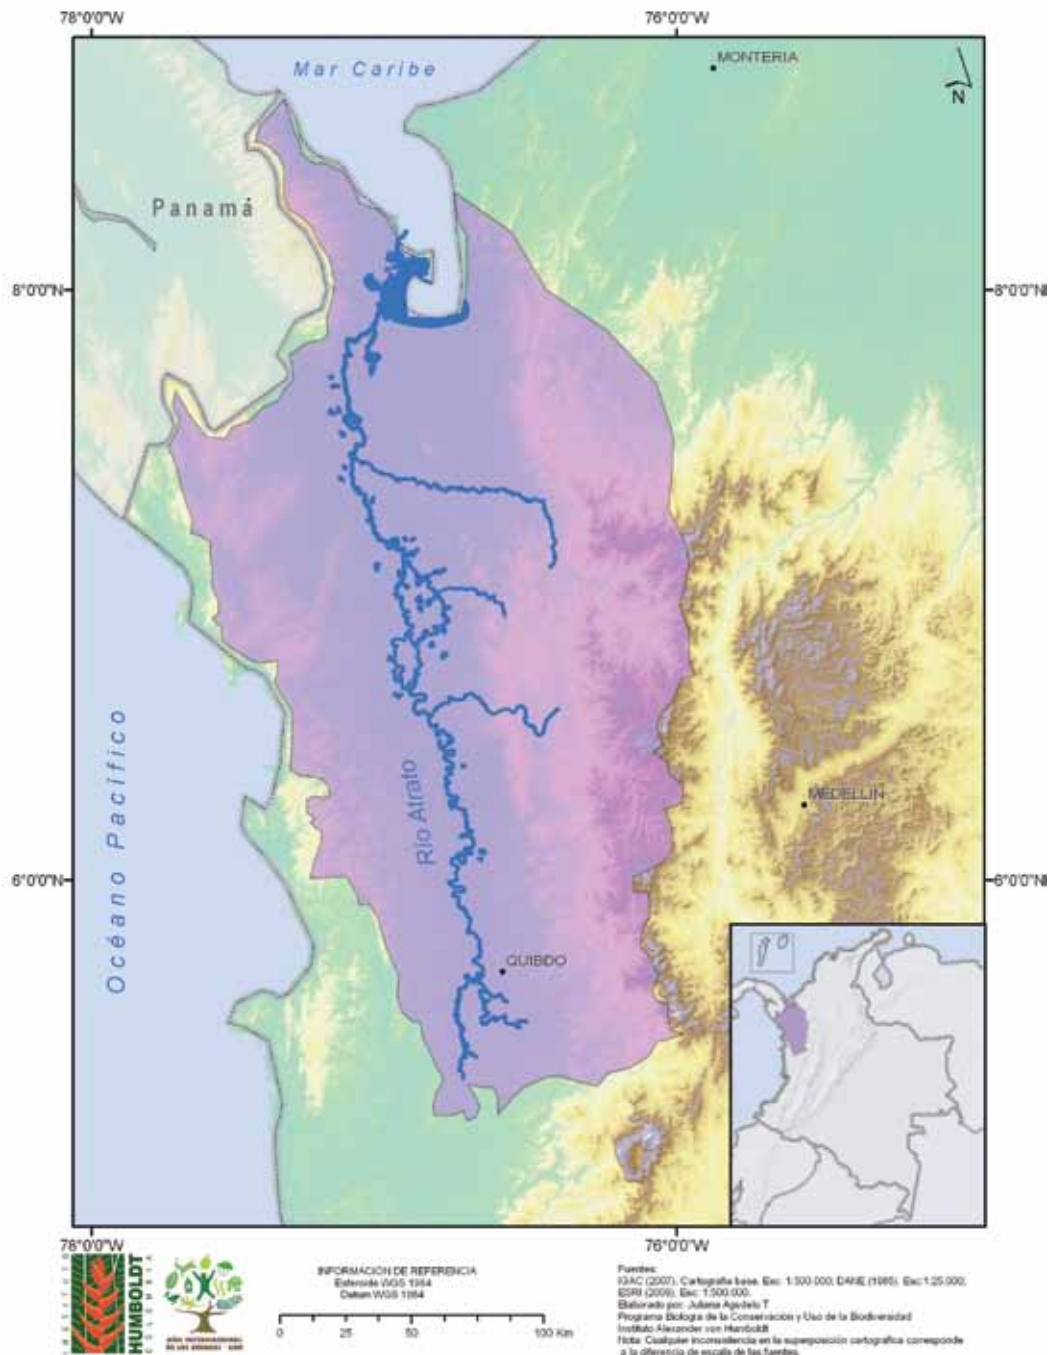 78°0'0"W
76°0'0"W
Mar Caribe
MONTERIA
N
Panamá
8°0'0"N
8°0'0"N
Océano Pacífico
Río Atrato
MEDELLIN
6°0'0"N
6°0'0"N
QUIBDO
78°0'0"W
76°0'0"W
INSTITUTO
HUMBOLDT
COLOMBIA
INFORMACIÓN DE REFERENCIA
Esferoide WGS 1984
Datum WGS 1984
0 25 50 100 Km
Fuentes:
IGAC (2007). Cartografía base. Esc: 1:500.000, DANE (1985). Esc:1:25.000,
ESRI (2009). Esc: 1:500.000.
Elaborado por: Juliana Agudelo T
Programa Biología de la Conservación y Uso de la Biodiversidad
Instituto Alexander von Humboldt
Nota: Cualquier inconsistencia en la superposición cartográfica corresponde
a la diferencia de escala de las fuentes.